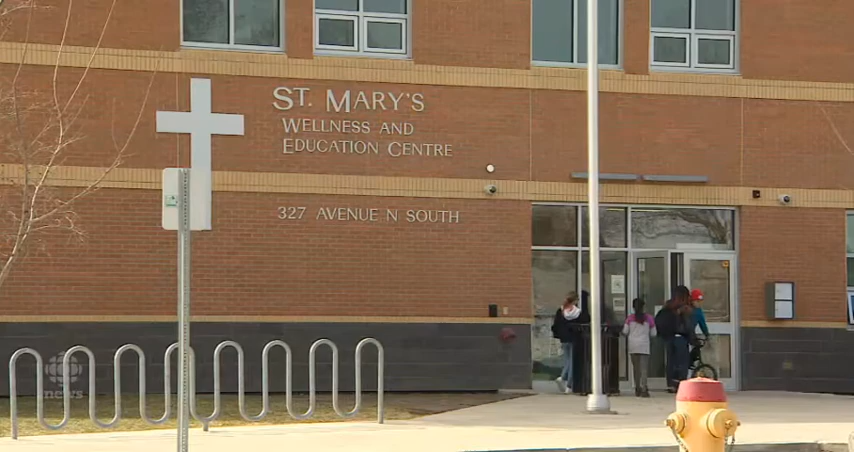 ST. MARY'S
WELLNESS AND
EDUCATION CENTRE
327 AVENUE N SOUTH
news